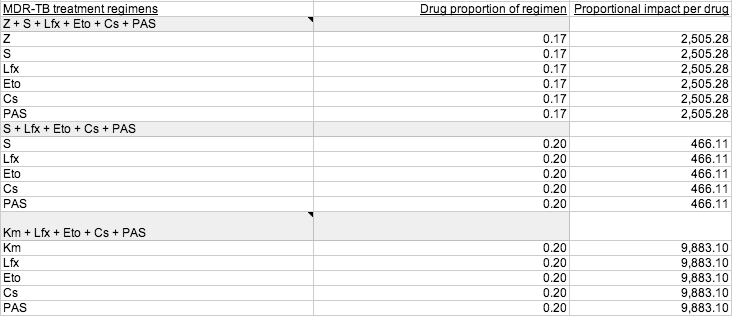 MDR-TB treatment regimens Drug proportion of regimen Proportional impact per drug
Z + S + Lfx + Eto + Cs + PAS
Z 0.17 2,505.28
S 0.17 2,505.28
Lfx 0.17 2,505.28
Eto 0.17 2,505.28
Cs 0.17 2,505.28
PAS 0.17 2,505.28
S + Lfx + Eto + Cs + PAS
S 0.20 466.11
Lfx 0.20 466.11
Eto 0.20 466.11
Cs 0.20 466.11
PAS 0.20 466.11
Km + Lfx + Eto + Cs + PAS
Km 0.20 9,883.10
Lfx 0.20 9,883.10
Eto 0.20 9,883.10
Cs 0.20 9,883.10
PAS 0.20 9,883.10